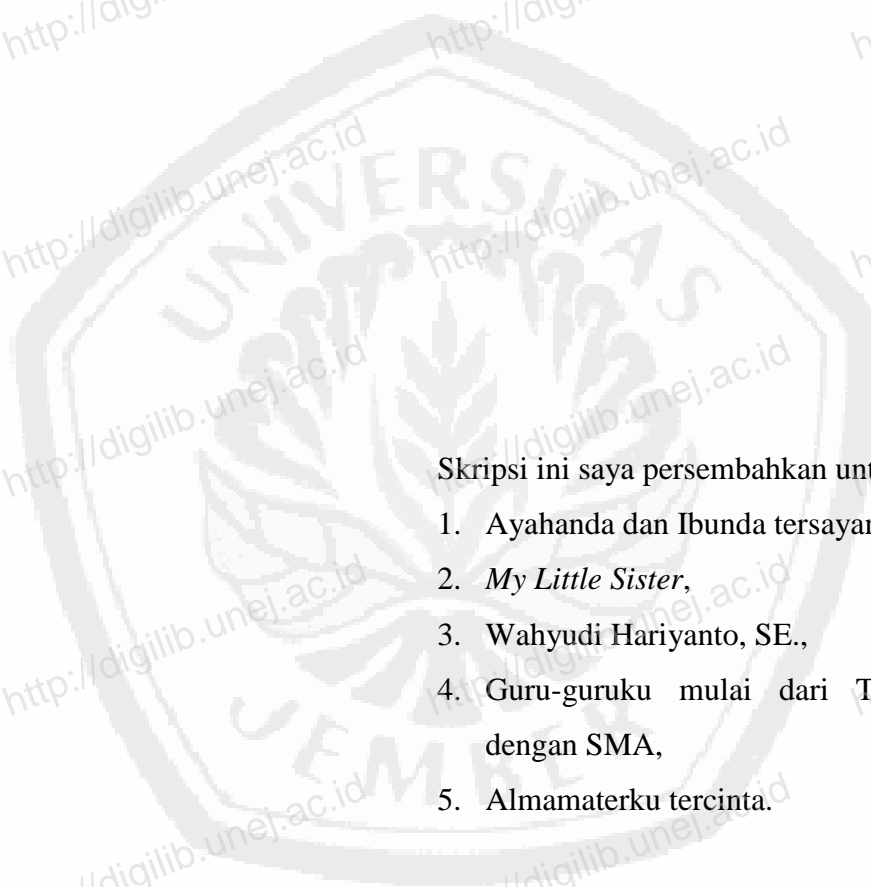 Skripsi ini saya persembahkan
1. Ayahanda dan Ibunda
2. My Little Sister,
3. Wahyudi Hariyanto, SE.,
4. Guru-guruku mulai dari
dengan SMA,
5. Almamaterku tercinta.
UNIVERSITAS
JEMBER
http://digilib.unej.ac.id
http://digilib.unej.ac.id
http://digilib.unej.ac.id
http://digilib.unej.ac.id
http://digilib.unej.ac.id
http://digilib.unej.ac.id